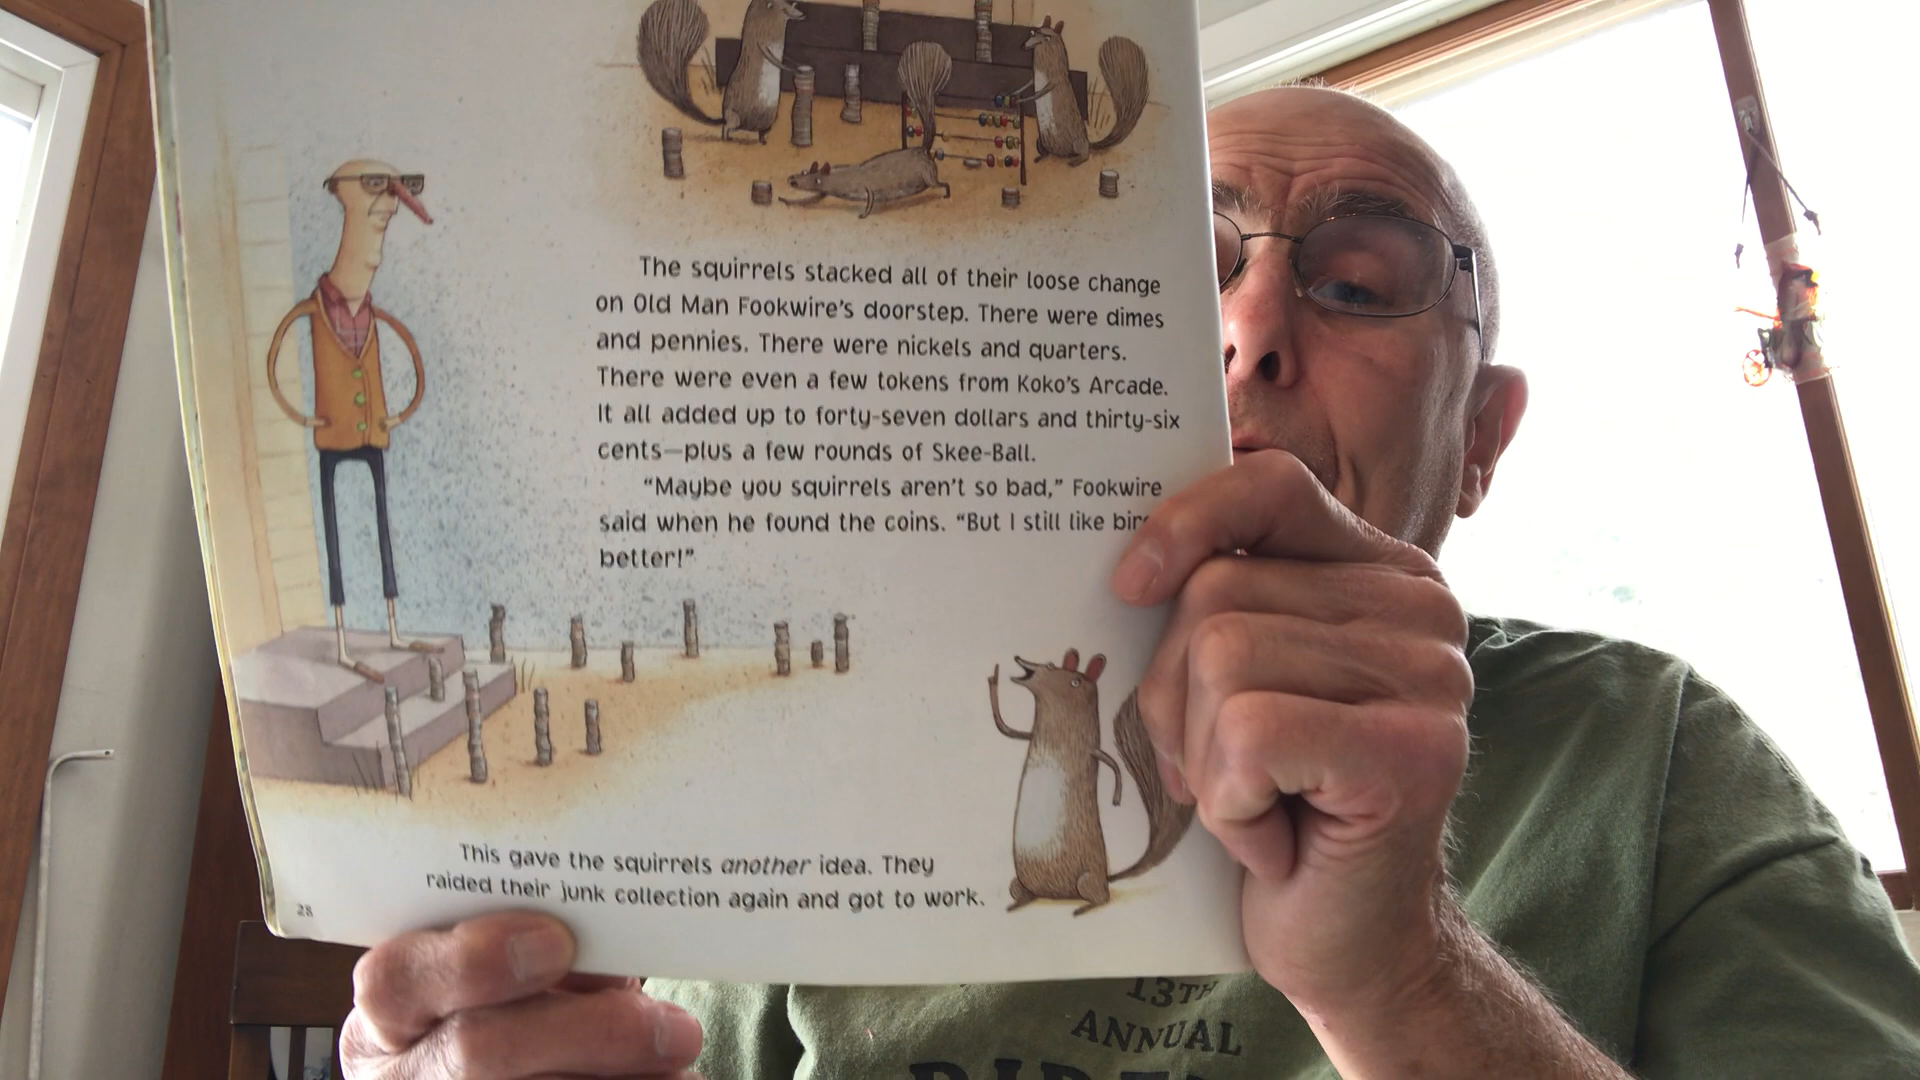 The squirrels stacked all of their loose change
on Old Man Fookwire's doorstep. There were dimes
and pennies. There were nickels and quarters.
There were even a few tokens from Koko's Arcade.
It all added up to forty-seven dollars and thirty-six
cents—plus a few rounds of Skee-Ball.
"Maybe you squirrels aren't so bad," Fookwire
said when he found the coins. "But I still like
better!"
This gave the squirrels another idea. They
raided their junk collection again and got to work.
28
13TH
ANNUAL